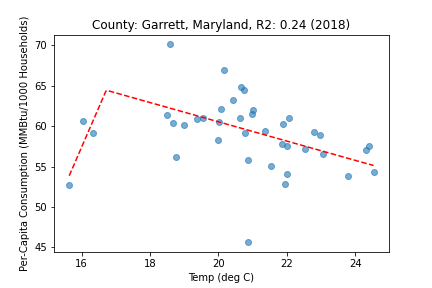 County: Garrett, Maryland, R2: 0.24 (2018)
Per-Capita Consumption (MMBtu/1000 Households)
70
65
60
55
50
45
16 18 20 22 24
Temp (deg C)